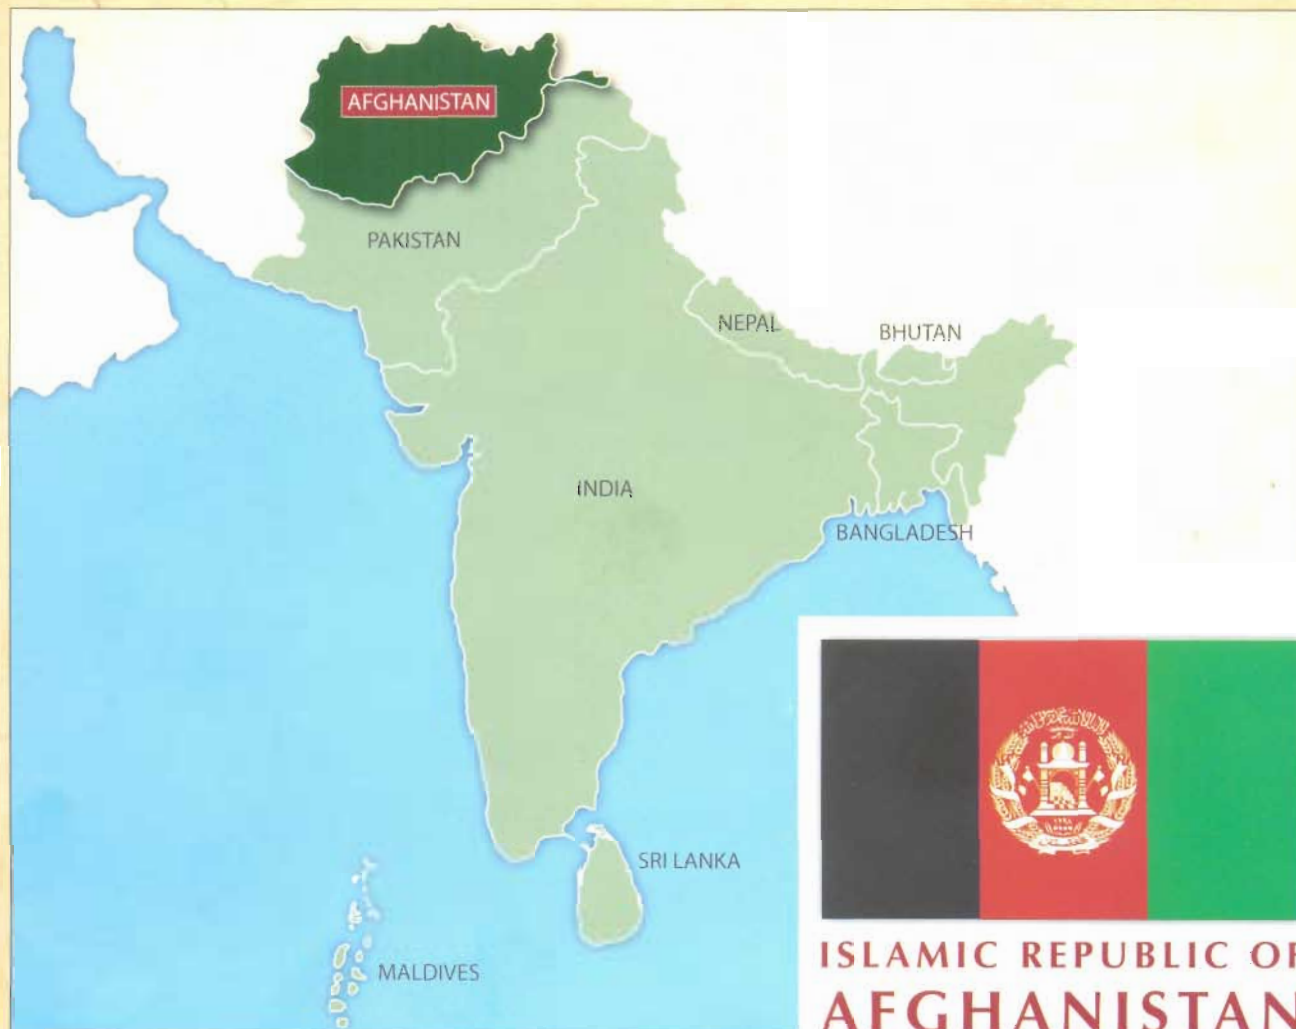 AFGHANISTAN
PAKISTAN
NEPAL
BHUTAN
INDIA
BANGLADESH
SRI LANKA
MALDIVES
ISLAMIC REPUBLIC OF
AFGHANISTAN